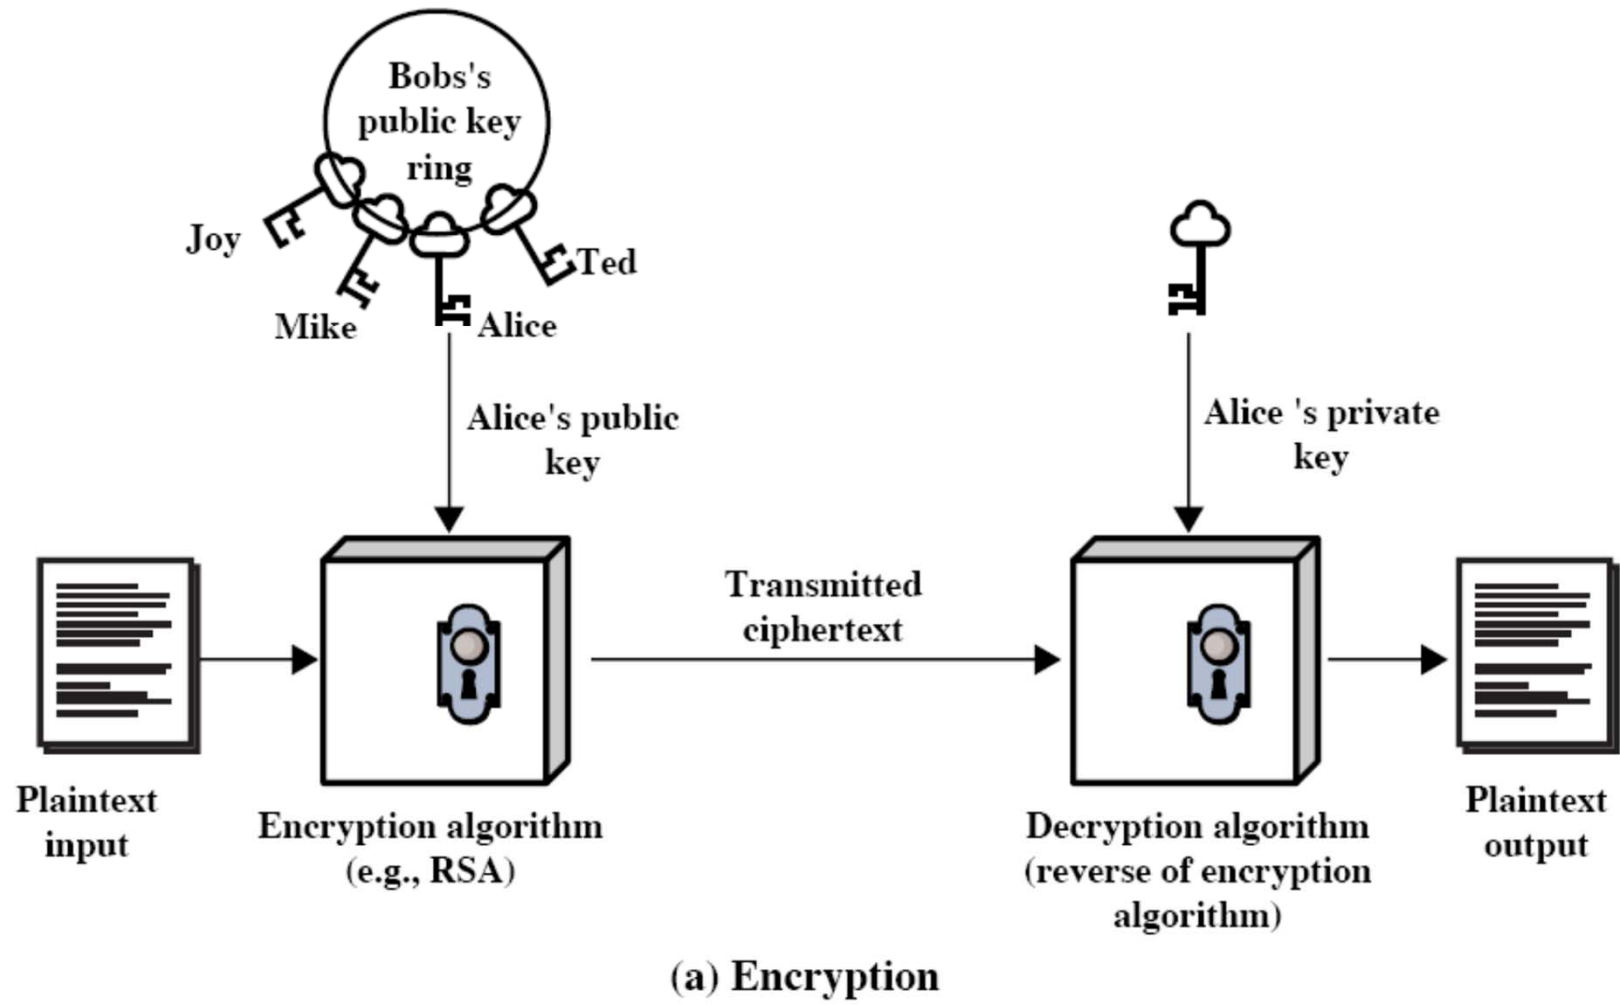 Bobs's
public key
ring
Joy
Ted
Mike
Alice
Alice's public
key
Alice 's private
key
Transmitted
ciphertext
Plaintext
input
Encryption algorithm
(e.g., RSA)
Decryption algorithm
(reverse of encryption
algorithm)
Plaintext
output
(a) Encryption